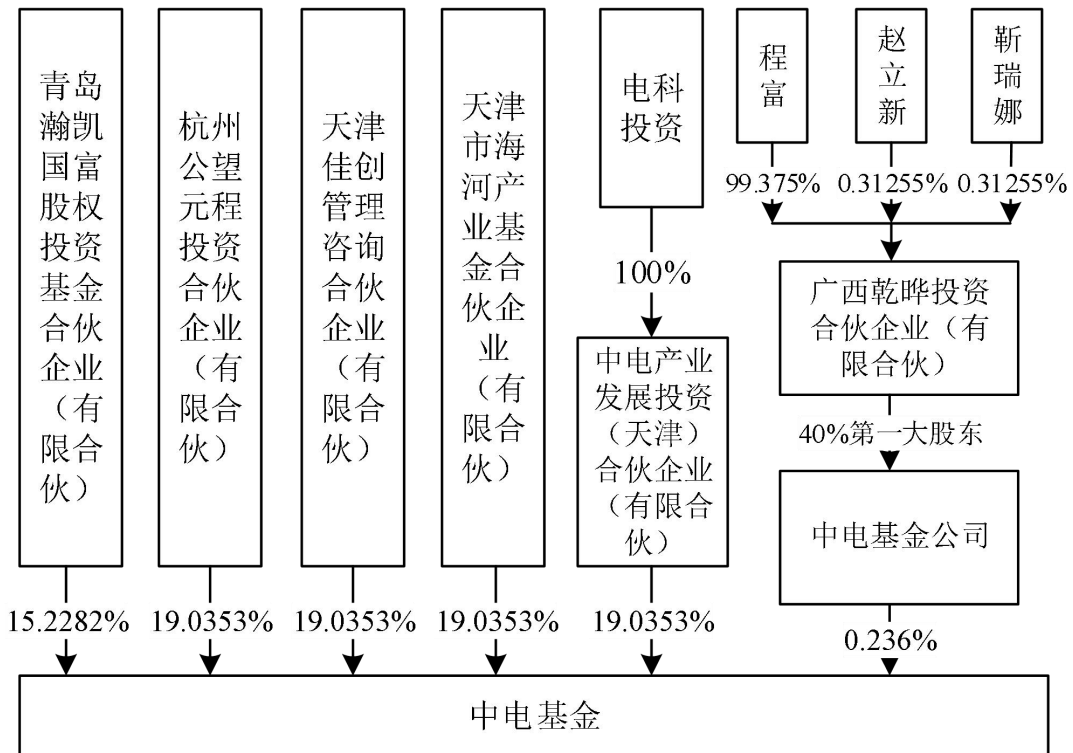 青岛
瀚凯
国富
股权
投资
基金
合伙
企业
（有
限合
伙）
杭州
公望
元程
投资
合伙
企业
（有
限合
伙）
天津
佳创
管理
咨询
合伙
企业
（有
限合
伙）
天津
市海
河产
业基
金合
伙企
业
（有
限合
伙）
电科
投资
100%
中电产业
发展投资
（天津）
合伙企业
（有限合
伙）
程
富
赵
立
新
靳
瑞
娜
99.375%
0.31255%
0.31255%
广西乾晔投资
合伙企业（有
限合伙）
40%第一大股东
中电基金公司
15.2282%
19.0353%
19.0353%
19.0353%
19.0353%
0.236%
中电基金